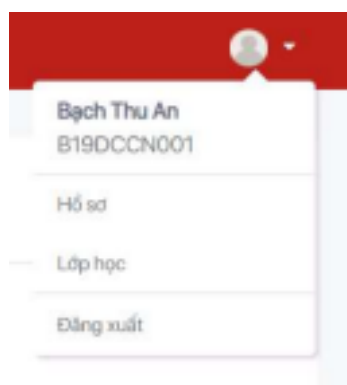 Bạch Thu An
B19DCCN001
Hồ sơ
Lớp học
Đăng xuất